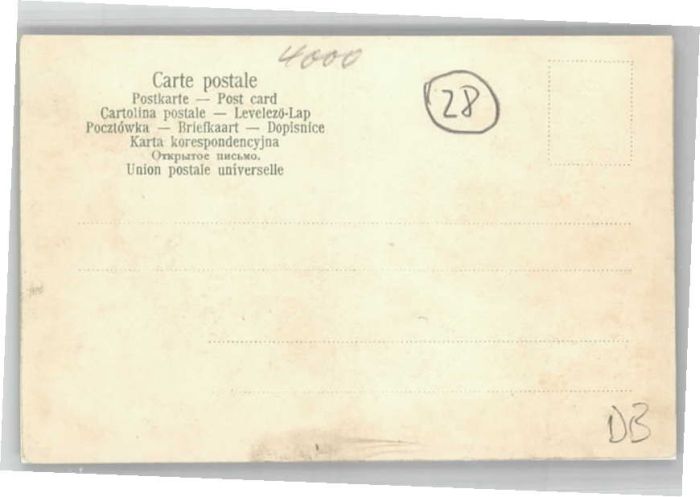 4000
28
Carte postale
Postkarte — Post card
Cartolina postale — Levelező-Lap
Pocztówka — Briefkaart — Dopisnice
Karta korespondencyjna
Открытое письмо.
Union postale universelle
DB